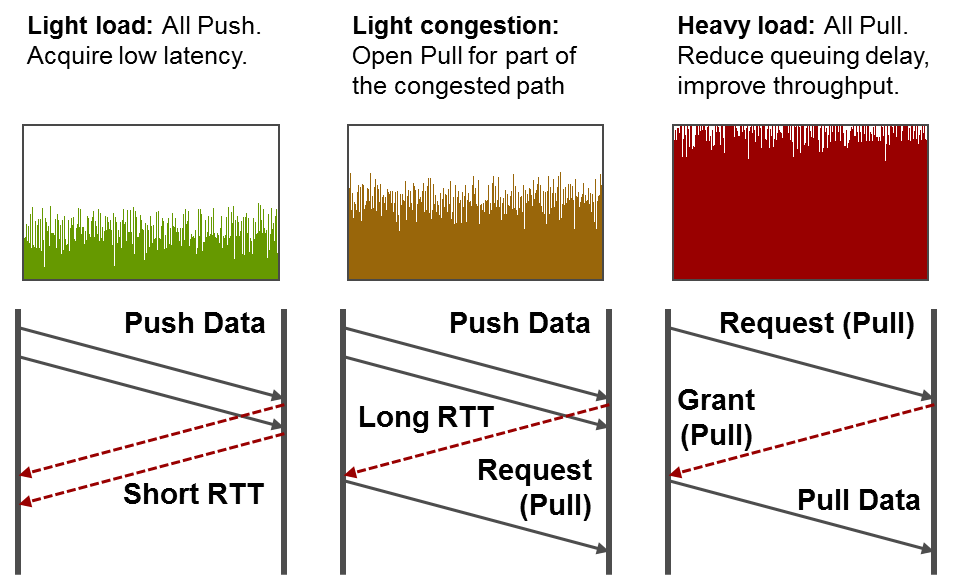 Light load: All Push.
Acquire low latency.
Light congestion:
Open Pull for part of
the congested path
Heavy load: All Pull.
Reduce queuing delay,
improve throughput.
Push Data
Short RTT
Push Data
Long RTT
Request
(Pull)
Request (Pull)
Grant
(Pull)
Pull Data